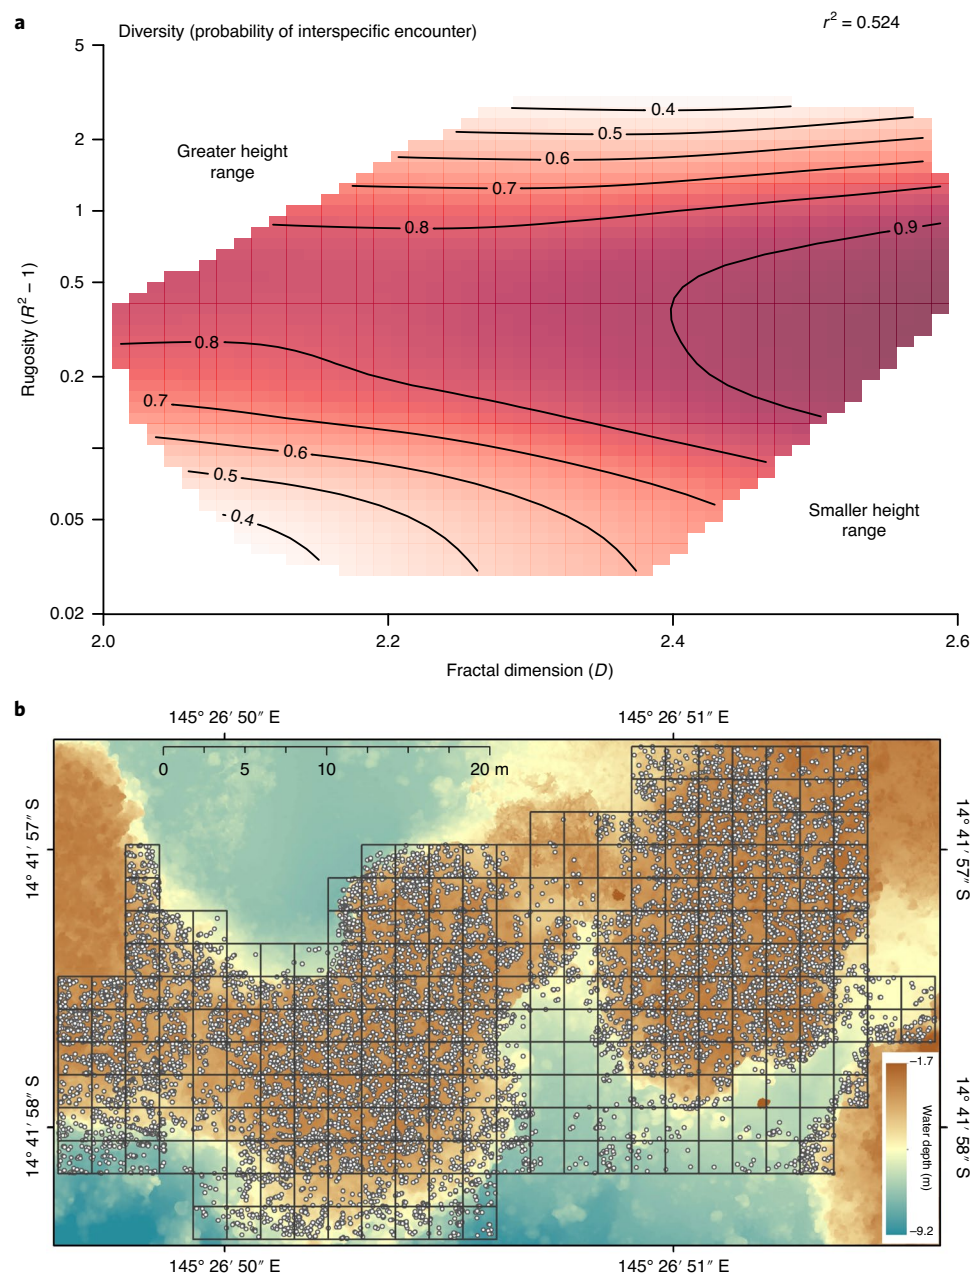 a
Diversity (probability of interspecific encounter)
r² = 0.524
5
2
1
0.5
0.2
0.05
0.02
Rugosity (R² − 1)
Greater height
range
0.4
0.5
0.6
0.7
0.8
0.9
0.8
0.7
0.6
0.5
0.4
Smaller height
range
2.0
2.2
2.4
2.6
Fractal dimension (D)
b
145° 26′ 50″ E
145° 26′ 51″ E
0
5
10
20 m
14° 41′ 57″ S
14° 41′ 57″ S
14° 41′ 58″ S
14° 41′ 58″ S
−1.7
Water depth (m)
−9.2
145° 26′ 50″ E
145° 26′ 51″ E